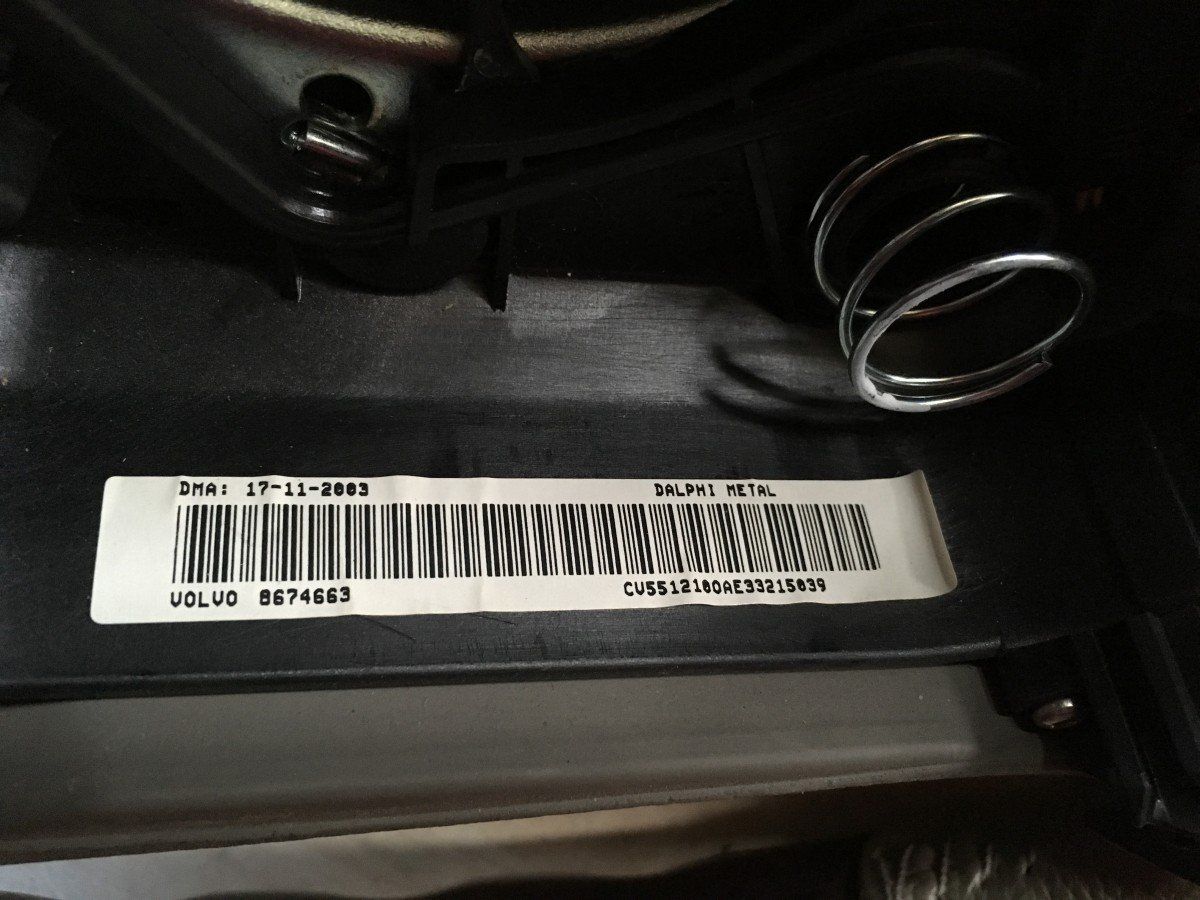 DMA: 17-11-2003 DALPHI METAL
VOLVO 8674663 CV5512100AE33215039